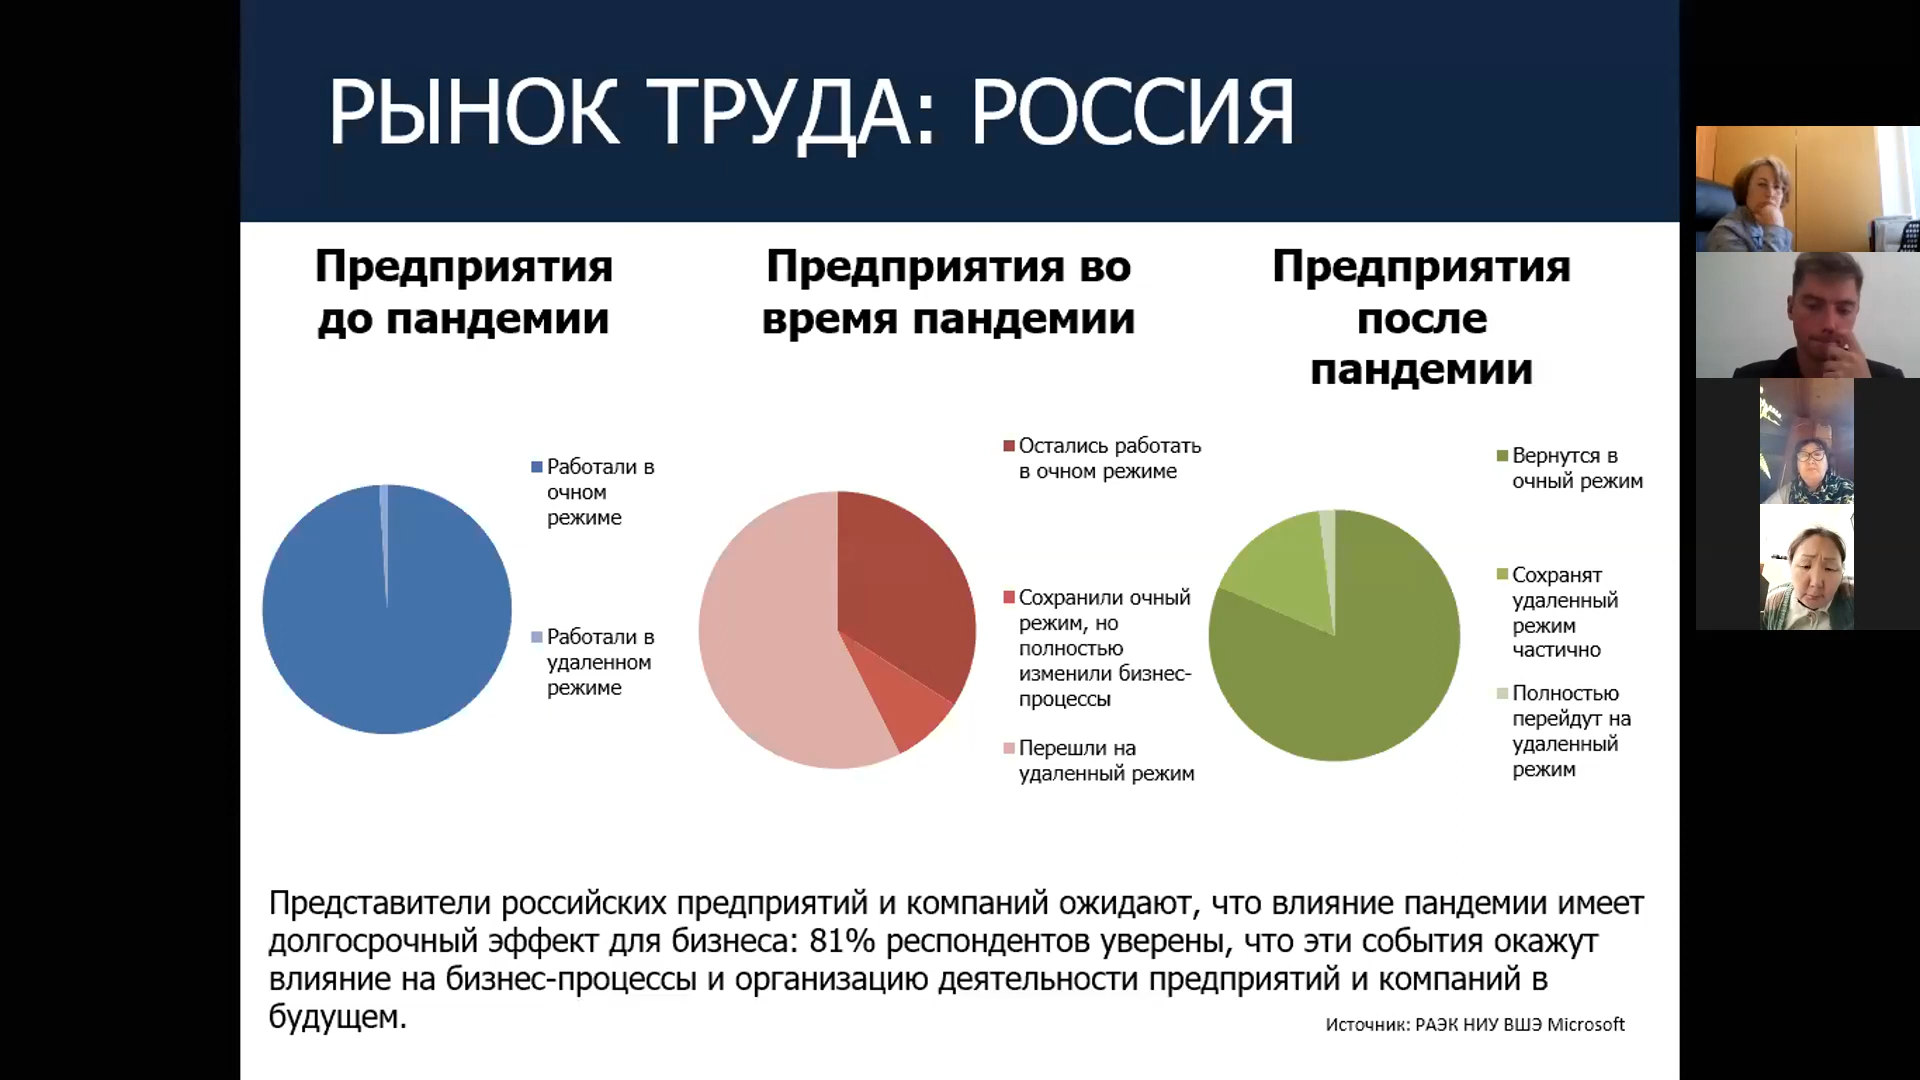 РЫНОК ТРУДА: РОССИЯ
Предприятия
до пандемии
Работали в
очном
режиме
Работали в
удаленном
режиме
Предприятия во
время пандемии
Остались работать
в очном режиме
Сохранили очный
режим, но
полностью
изменили бизнес-
процессы
Перешли на
удаленный режим
Предприятия
после
пандемии
Вернутся в
очный режим
Сохранят
удаленный
режим
частично
Полностью
перейдут на
удаленный
режим
Представители российских предприятий и компаний ожидают, что влияние пандемии имеет
долгосрочный эффект для бизнеса: 81% респондентов уверены, что эти события окажут
влияние на бизнес-процессы и организацию деятельности предприятий и компаний в
будущем.
Источник: РАЭК НИУ ВШЭ Microsoft